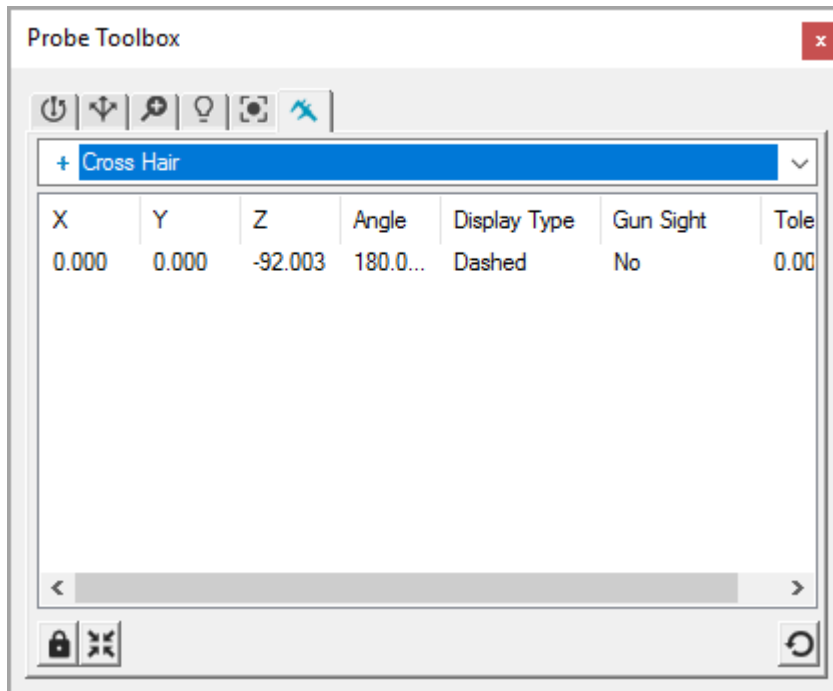 Probe Toolbox
x
Cross Hair
X Y Z Angle Display Type Gun Sight Tole
0.000 0.000 -92.003 180.0... Dashed No 0.00